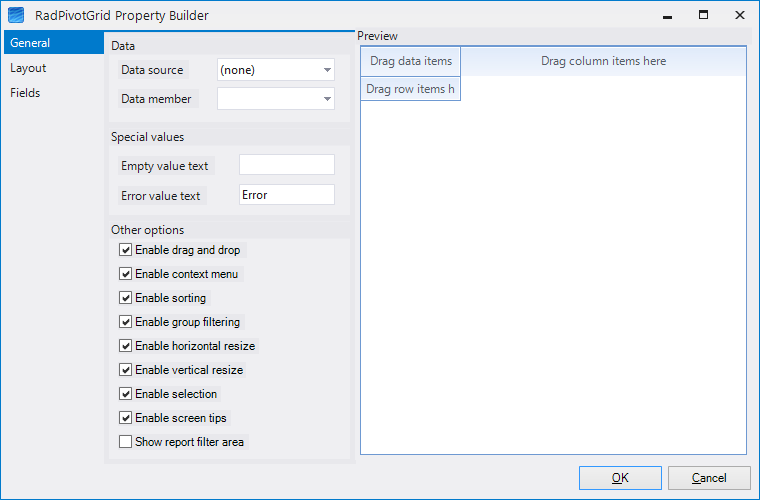 RadPivotGrid Property Builder
General
Layout
Fields
Data
Data source
(none)
Data member
Special values
Empty value text
Error value text
Error
Other options
Enable drag and drop
Enable context menu
Enable sorting
Enable group filtering
Enable horizontal resize
Enable vertical resize
Enable selection
Enable screen tips
Show report filter area
Preview
Drag data items
Drag column items here
Drag row items h
OK
Cancel